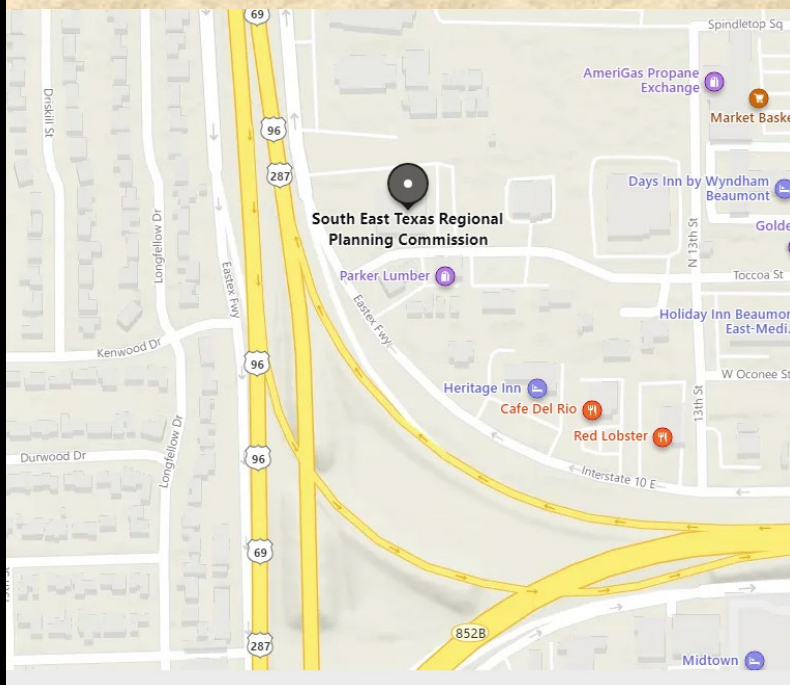 69
Spindletop Sq
AmeriGas Propane
Exchange
Market Baske
Driskill St
96
287
Days Inn by Wyndham
Beaumont
South East Texas Regional
Planning Commission
Longfellow Dr
Golde
N 13th St
Eastex Fwy
Parker Lumber
Toccoa St
Eastex Fwy
Holiday Inn Beaumon
East-Medi.
Kenwood Dr
96
W Oconee St
Heritage Inn
13th St
Cafe Del Rio
Red Lobster
Longfellow Dr
Durwood Dr
96
Interstate 10 E
69
852B
287
Midtown